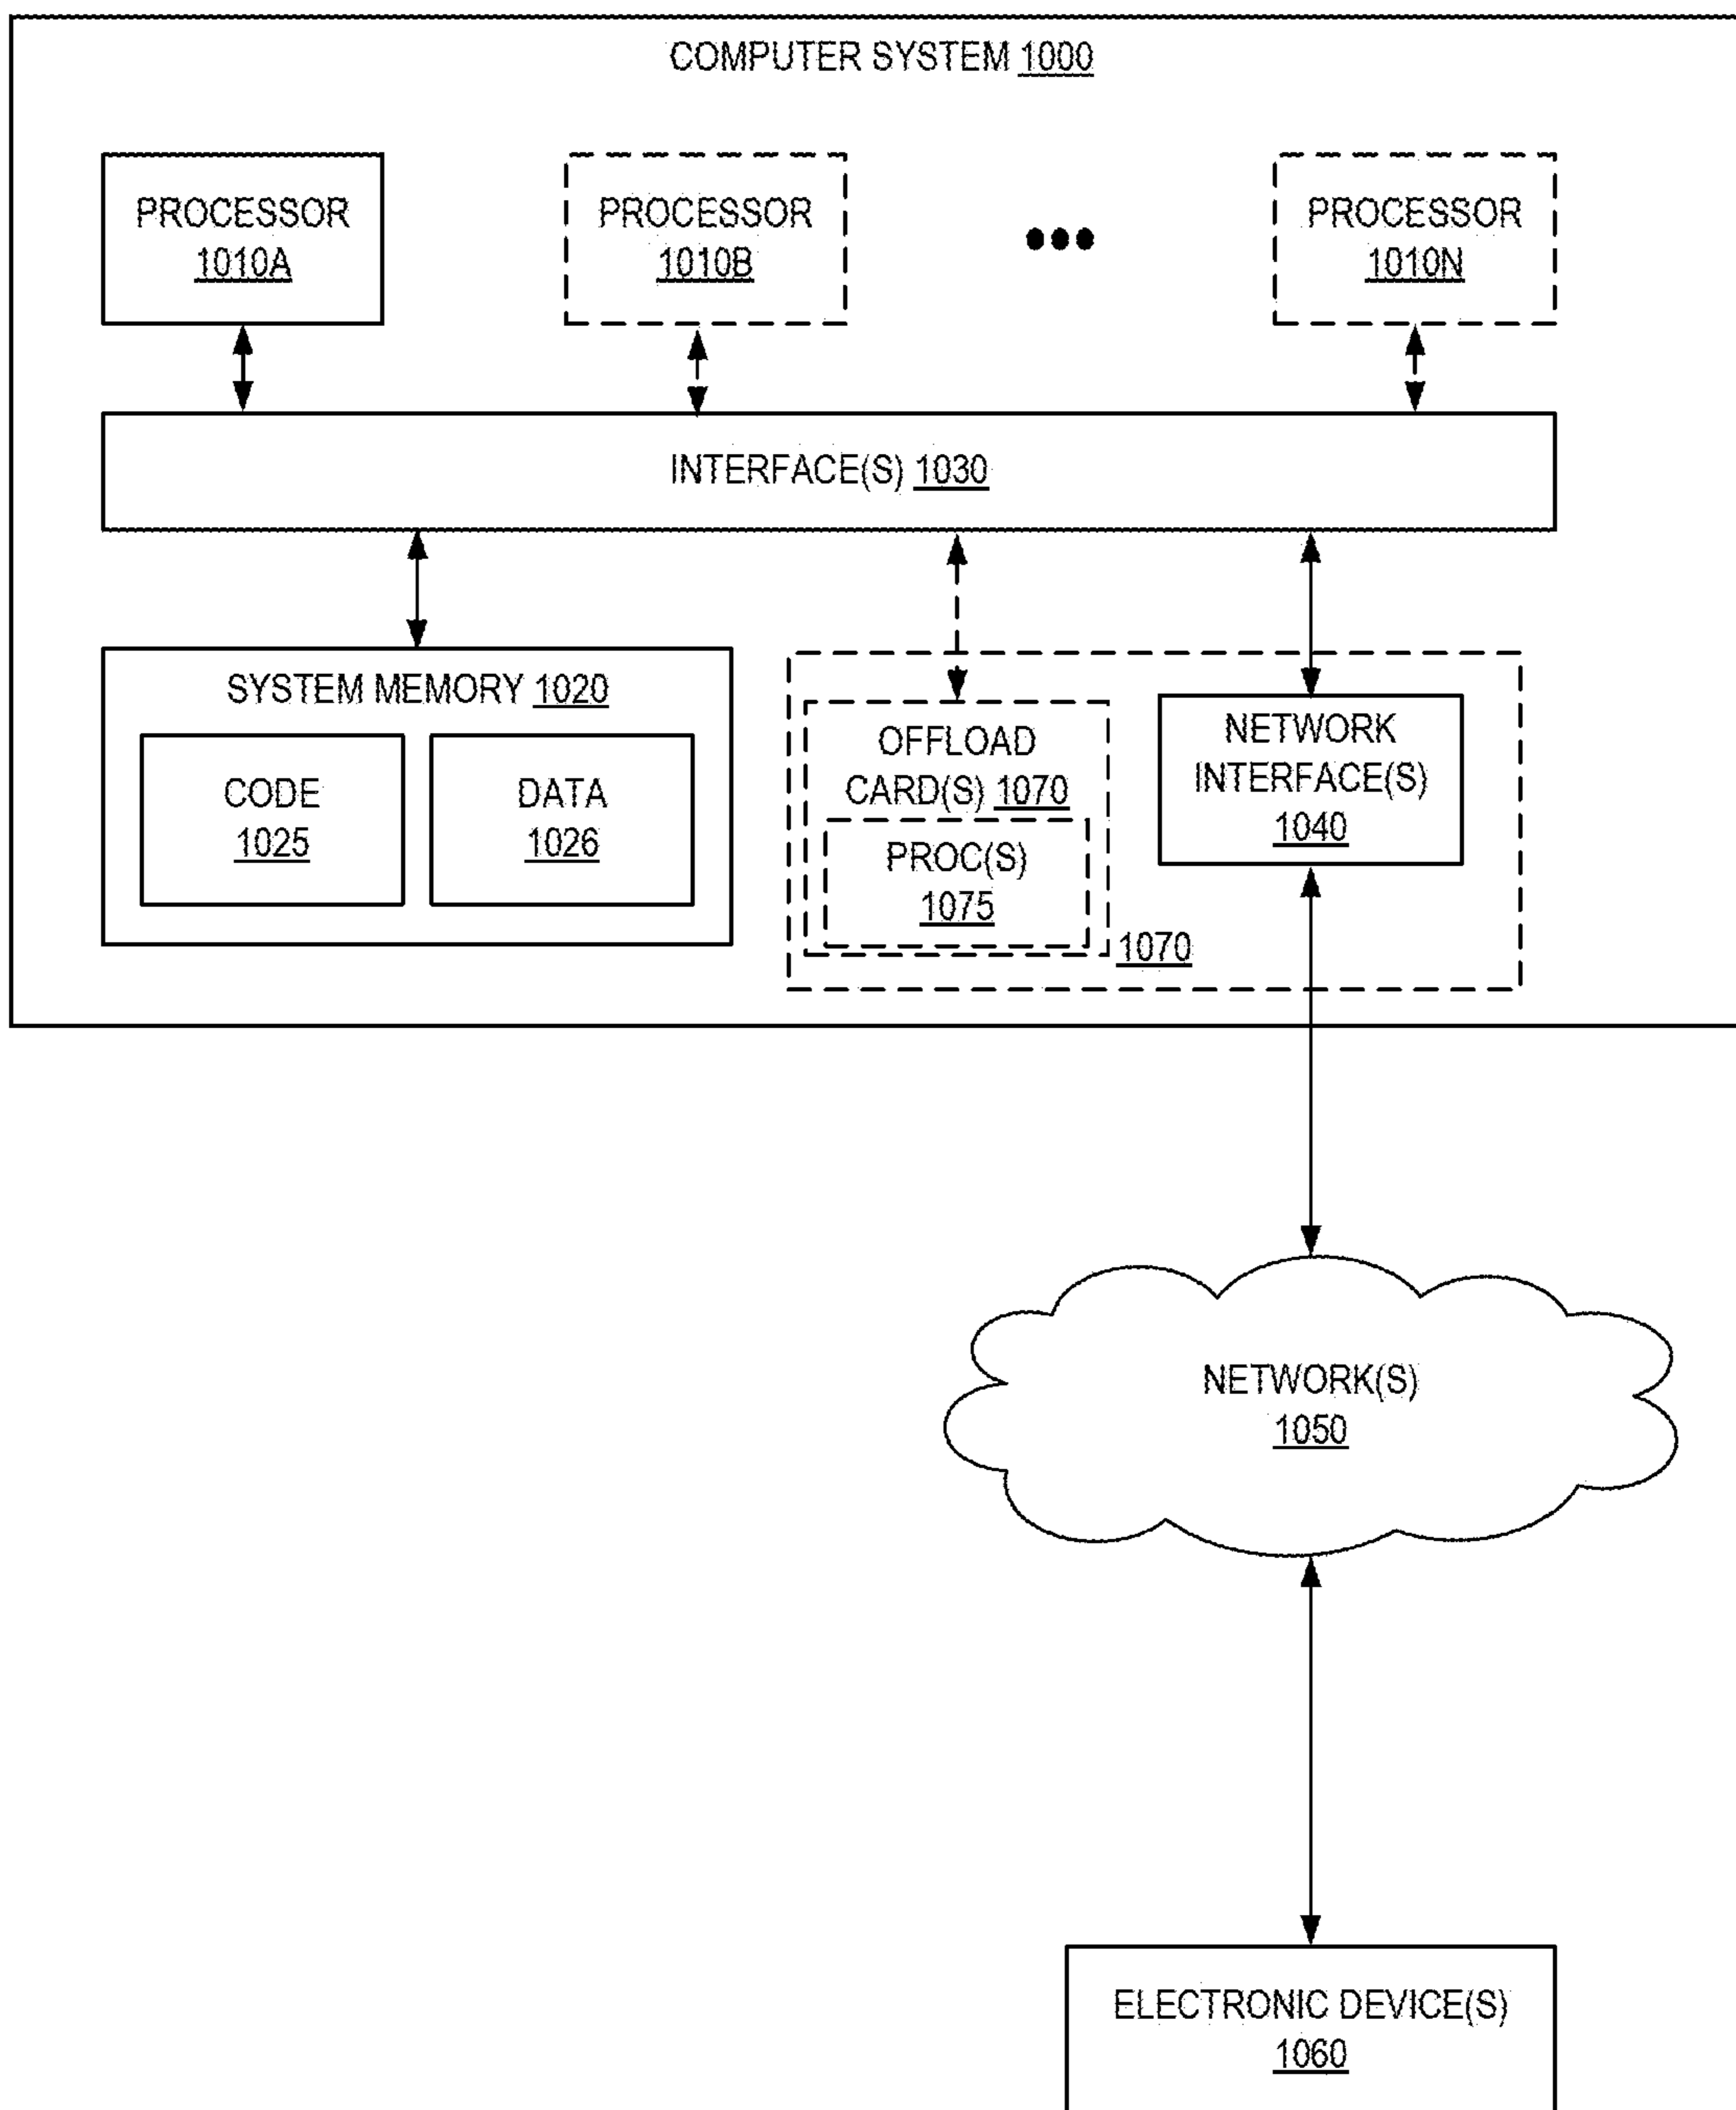 COMPUTER SYSTEM 1000
PROCESSOR
1010A
PROCESSOR
1010B
PROCESSOR
1010N
INTERFACE(S) 1030
SYSTEM MEMORY 1020
CODE
1025
DATA
1026
OFFLOAD
CARD(S) 1070
PROC(S)
1075
1070
NETWORK
INTERFACE(S)
1040
NETWORK(S)
1050
ELECTRONIC DEVICE(S)
1060